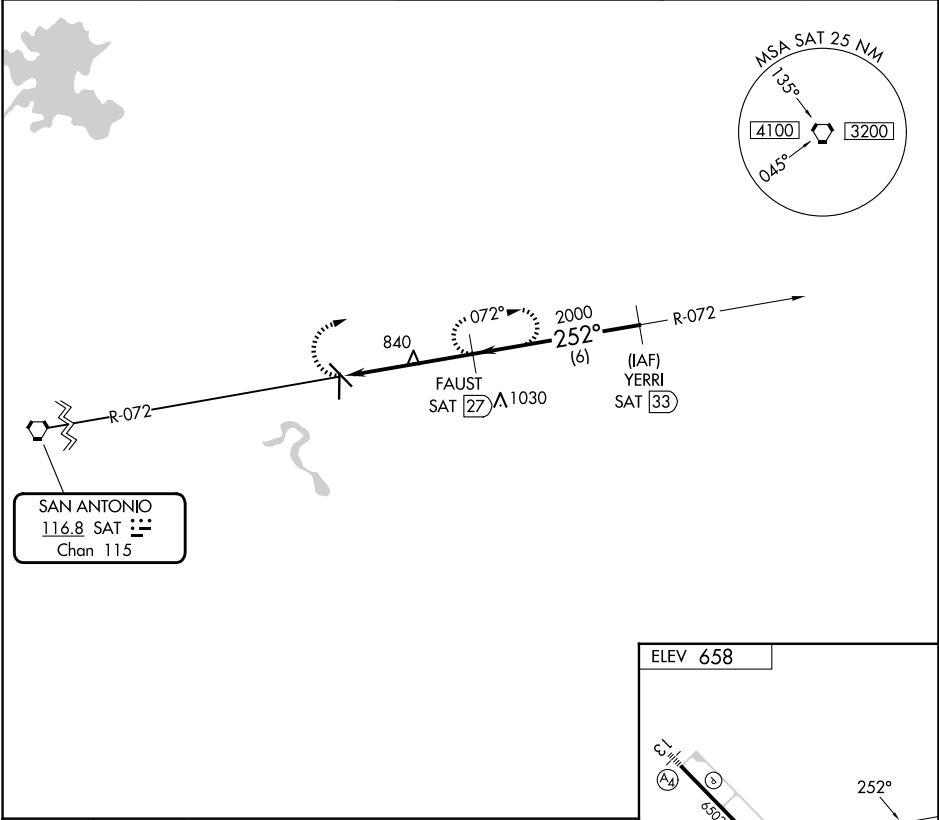 MSA SAT 25 NM
135°
4100
3200
045°
072°
2000
252°
(6)
R-072
840
(IAF)
YERRI
SAT 33
FAUST
SAT 27
1030
R-072
SAN ANTONIO
116.8 SAT
Chan 115
ELEV 658
13
A4
P
252°